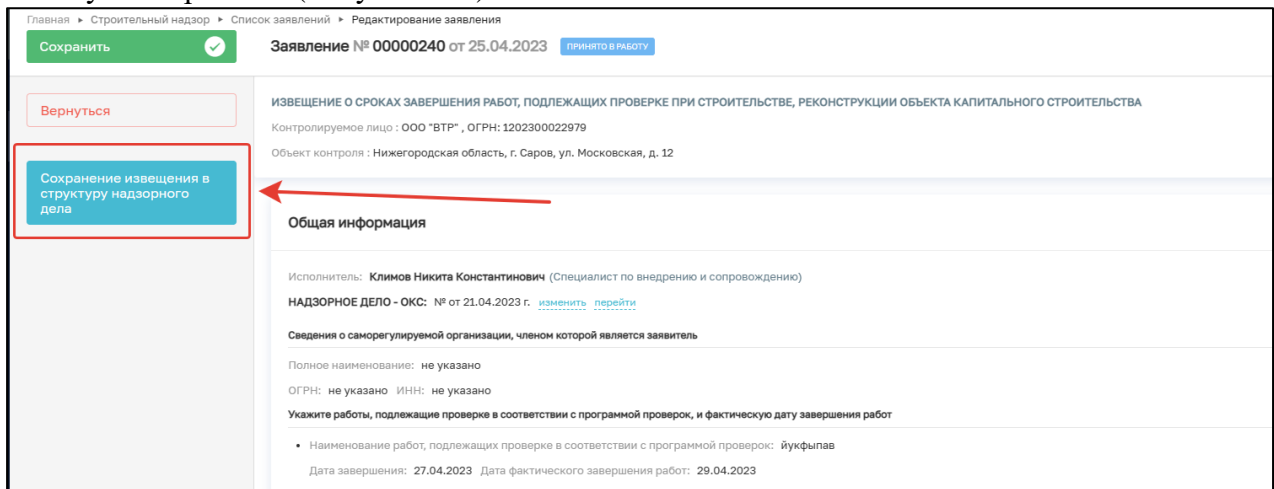 Главная ▸ Строительный надзор ▸ Список заявлений ▸ Редактирование заявления
Сохранить
Заявление № 00000240 от 25.04.2023 ПРИНЯТО В РАБОТУ
Вернуться
ИЗВЕЩЕНИЕ О СРОКАХ ЗАВЕРШЕНИЯ РАБОТ, ПОДЛЕЖАЩИХ ПРОВЕРКЕ ПРИ СТРОИТЕЛЬСТВЕ, РЕКОНСТРУКЦИИ ОБЪЕКТА КАПИТАЛЬНОГО СТРОИТЕЛЬСТВА
Контролируемое лицо : ООО "ВТР" , ОГРН: 1202300022979
Объект контроля : Нижегородская область, г. Саров, ул. Московская, д. 12
Сохранение извещения в
структуру надзорного
дела
Общая информация
Исполнитель: Климов Никита Константинович (Специалист по внедрению и сопровождению)
НАДЗОРНОЕ ДЕЛО - ОКС: № от 21.04.2023 г. изменить перейти
Сведения о саморегулируемой организации, членом которой является заявитель
Полное наименование: не указано
ОГРН: не указано ИНН: не указано
Укажите работы, подлежащие проверке в соответствии с программой проверок, и фактическую дату завершения работ
• Наименование работ, подлежащих проверке в соответствии с программой проверок: йукфыпав
Дата завершения: 27.04.2023 Дата фактического завершения работ: 29.04.2023